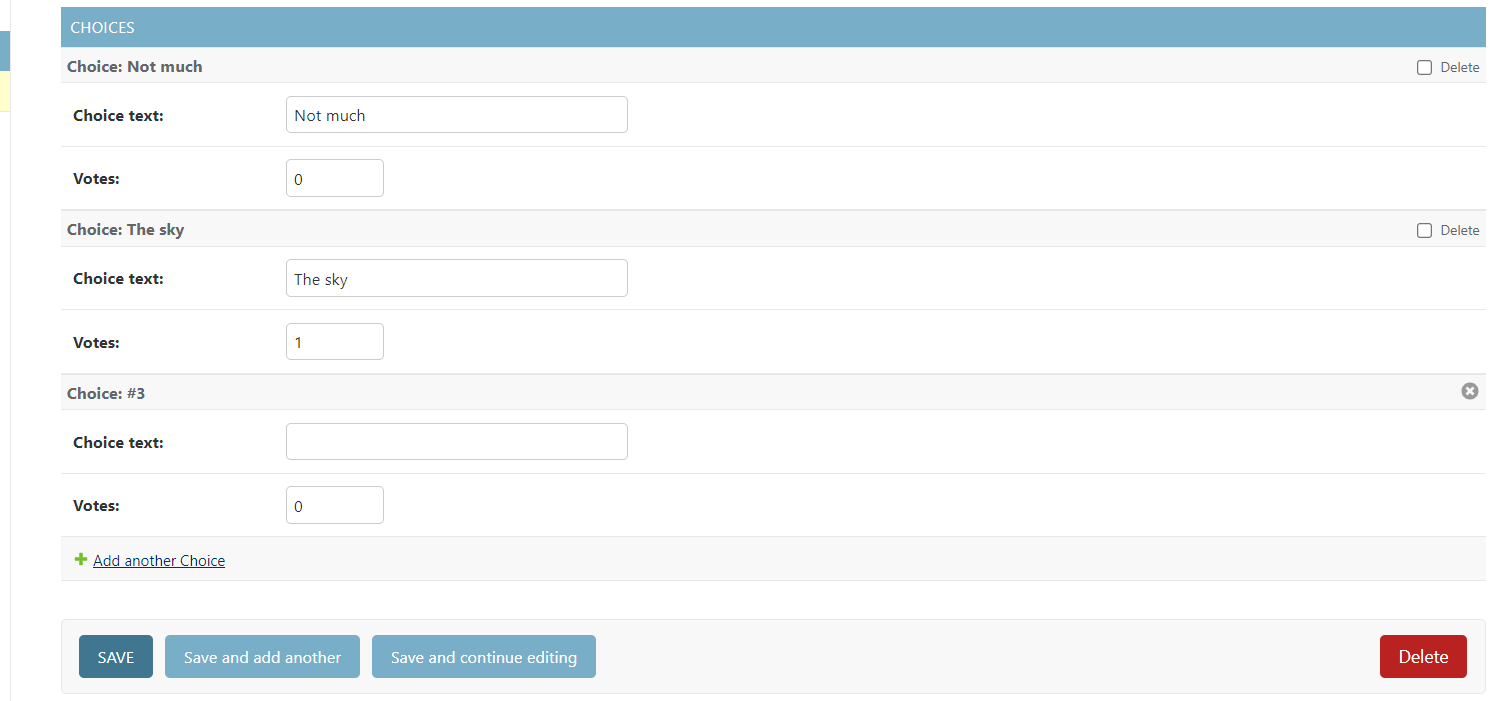 CHOICES
Choice: Not much Delete
Choice text: Not much
Votes: 0
Choice: The sky Delete
Choice text: The sky
Votes: 1
Choice: #3
Choice text:
Votes: 0
Add another Choice
SAVE Save and add another Save and continue editing Delete